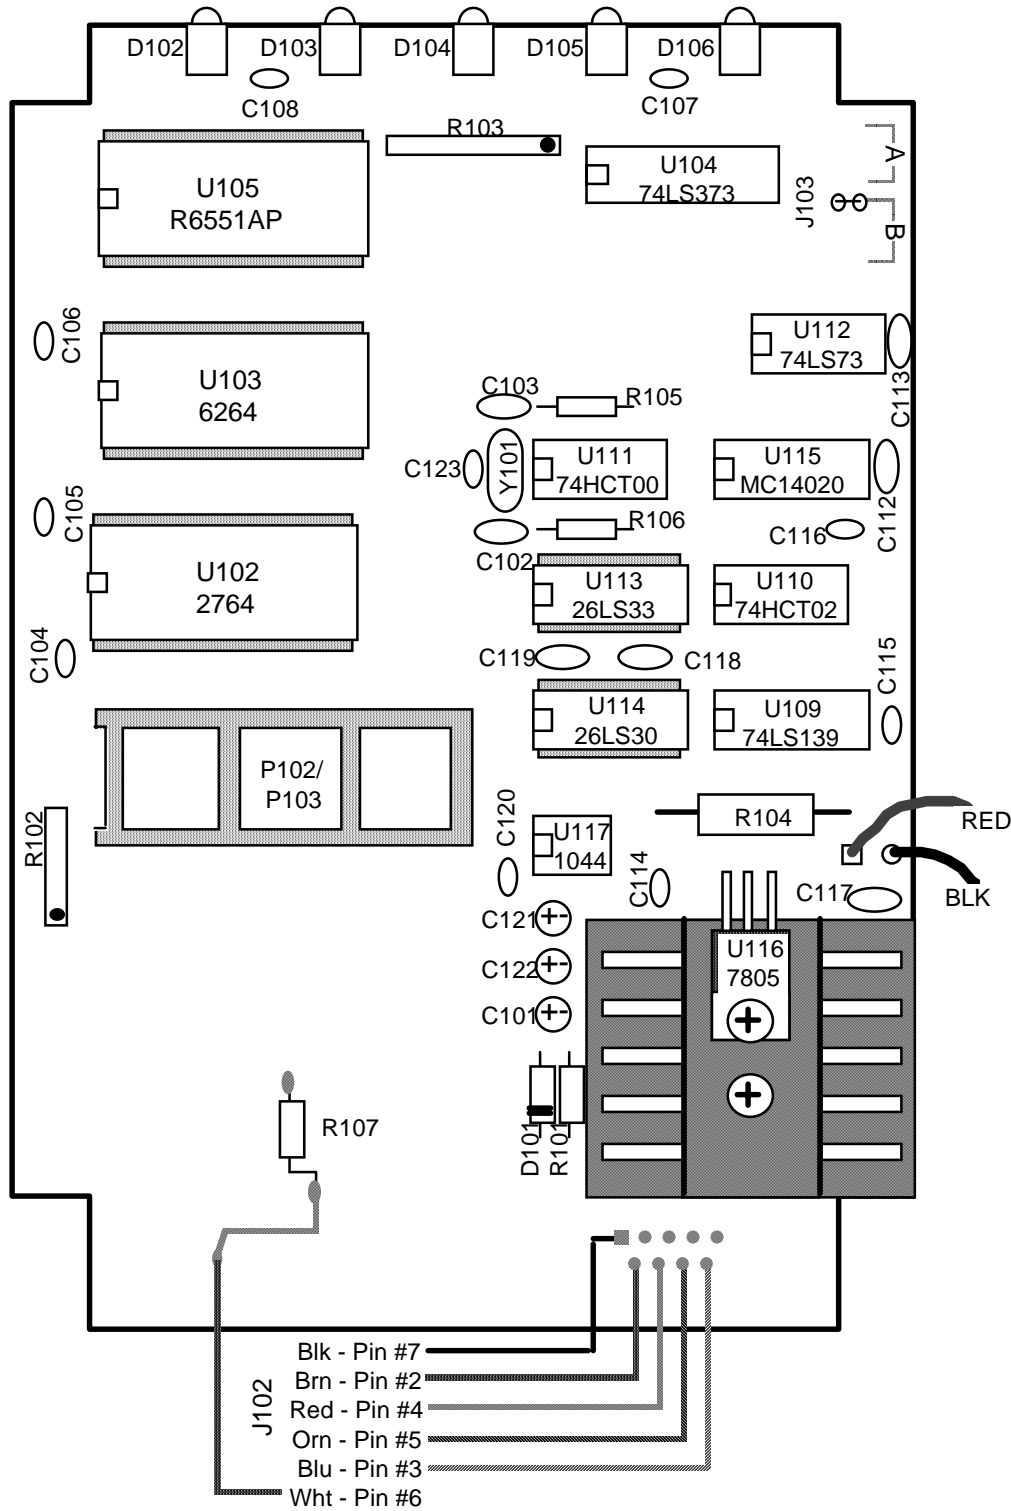 D102
D103
D104
D105
D106
C108
C107
R103
U105
R6551AP
U104
74LS373
A
J103
B
C106
U112
74LS73
U103
6264
C113
C103
R105
C123
Y101
U111
74HCT00
U115
MC14020
C105
R106
C116
C112
C102
U102
2764
U113
26LS33
U110
74HCT02
C104
C119
C118
C115
U114
26LS30
U109
74LS139
P102/
P103
R102
C120
U117
1044
R104
RED
C114
C117
BLK
C121
U116
7805
C122
C101
R107
D101
R101
J102
Blk - Pin #7
Brn - Pin #2
Red - Pin #4
Orn - Pin #5
Blu - Pin #3
Wht - Pin #6